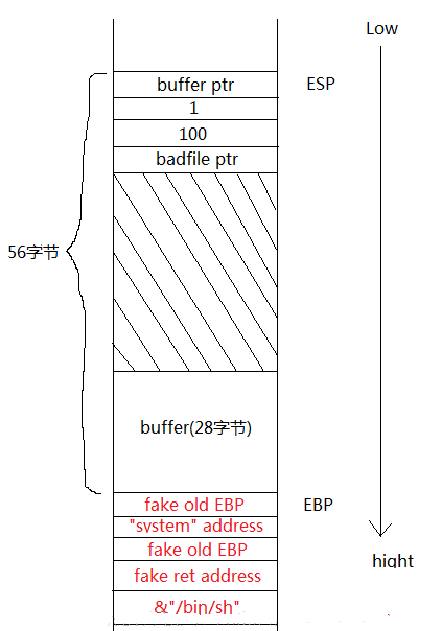 Low
buffer ptr
ESP
1
100
badfile ptr
56字节
buffer(28字节)
fake old EBP
EBP
"system" address
fake old EBP
hight
fake ret address
&"/bin/sh"